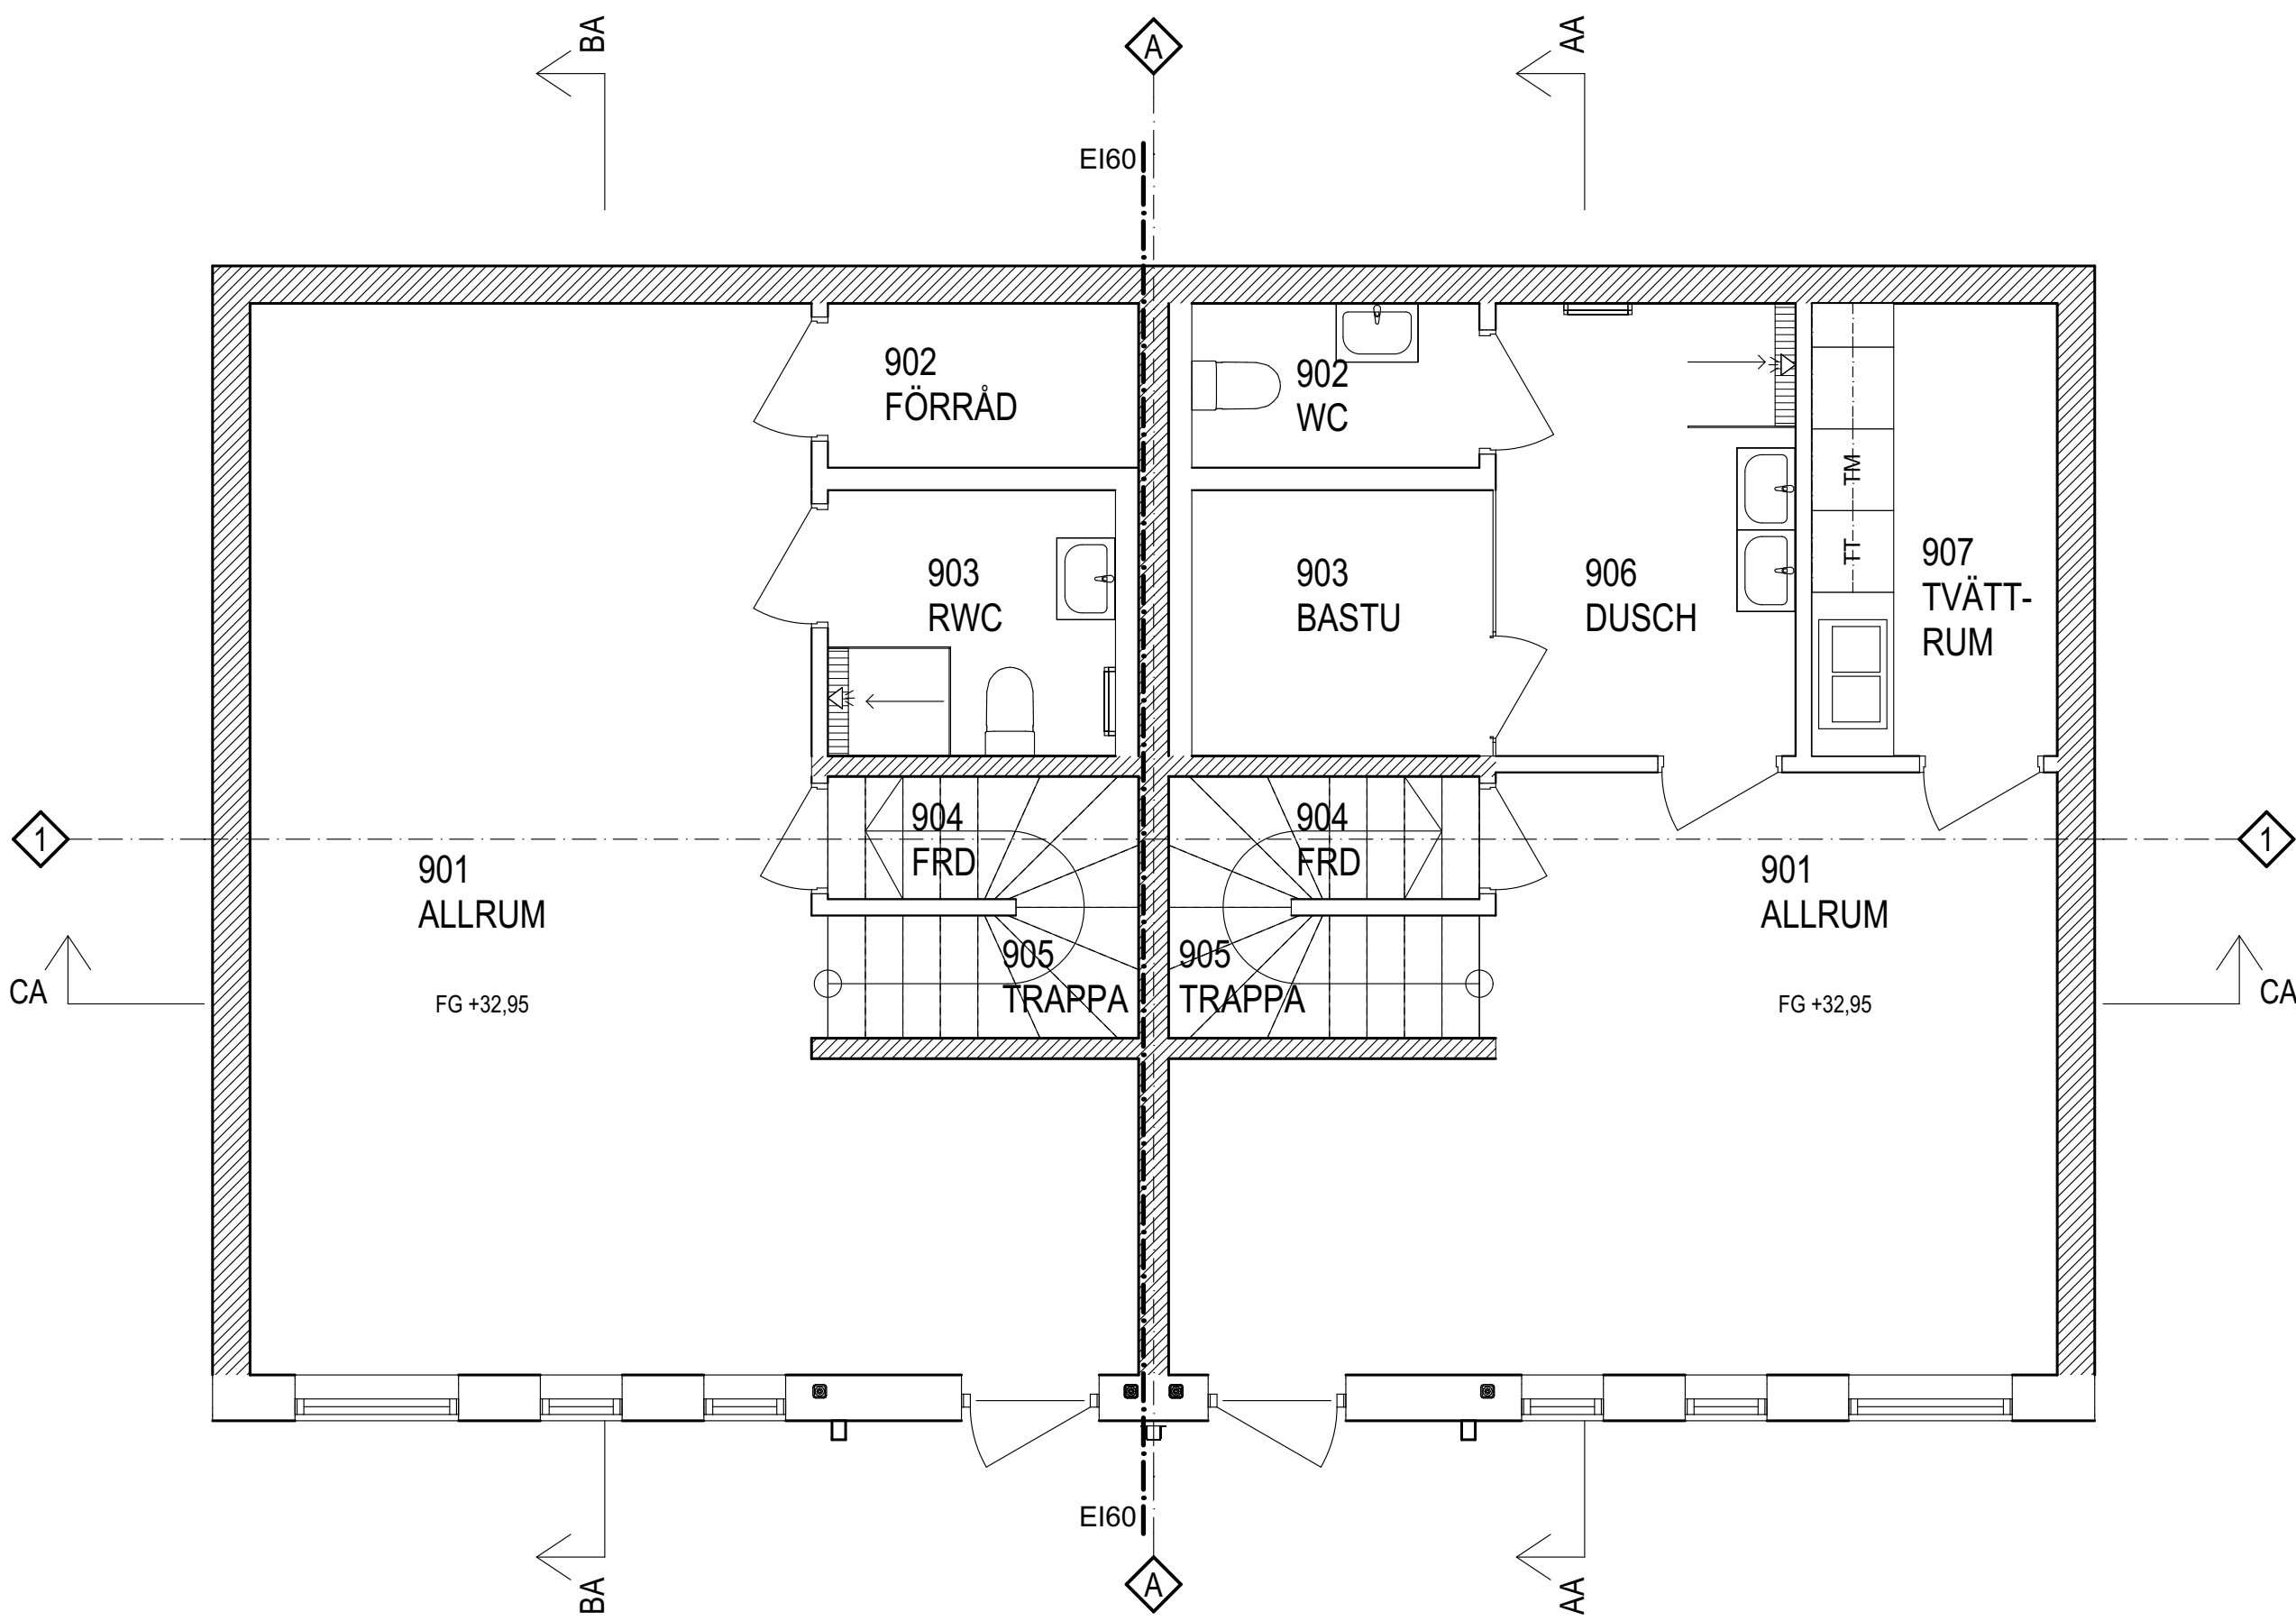 BA
A
AA
EI60
902
FÖRRÅD
902
WC
TM
TT
903
RWC
903
BASTU
906
DUSCH
907
TVÄTT-
RUM
904
FRD
904
FRD
1
1
901
ALLRUM
901
ALLRUM
905
TRAPPA
905
TRAPPA
CA
CA
FG +32,95
FG +32,95
EI60
BA
A
AA